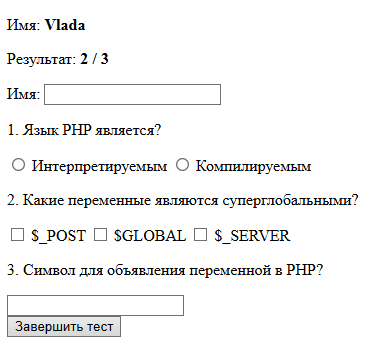 Имя: Vlada
Результат: 2 / 3
Имя:
1. Язык PHP является?
Интерпретируемым Компилируемым
2. Какие переменные являются суперглобальными?
$_POST $GLOBAL $_SERVER
3. Символ для объявления переменной в PHP?
Завершить тест